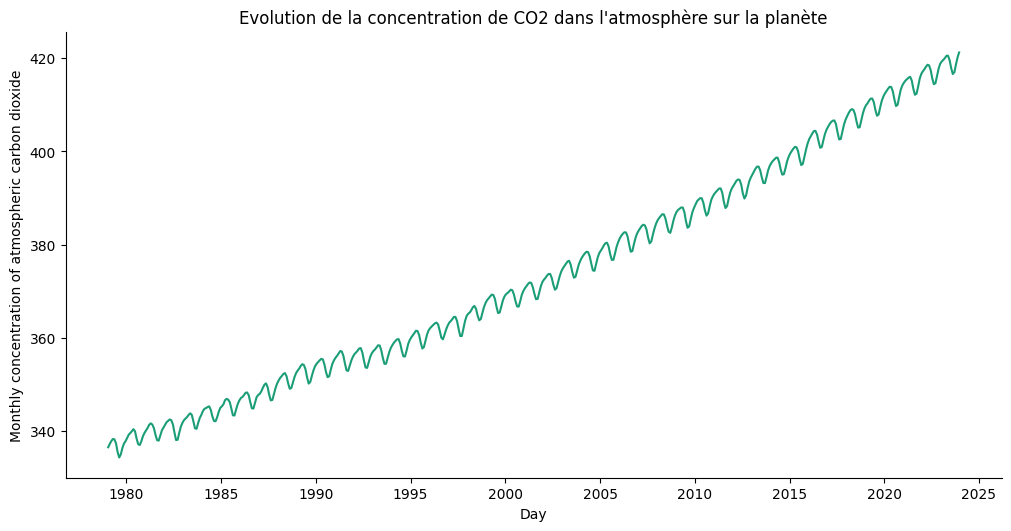 Evolution de la concentration de CO2 dans l'atmosphère sur la planète
Monthly concentration of atmospheric carbon dioxide
420
400
380
360
340
1980 1985 1990 1995 2000 2005 2010 2015 2020 2025
Day